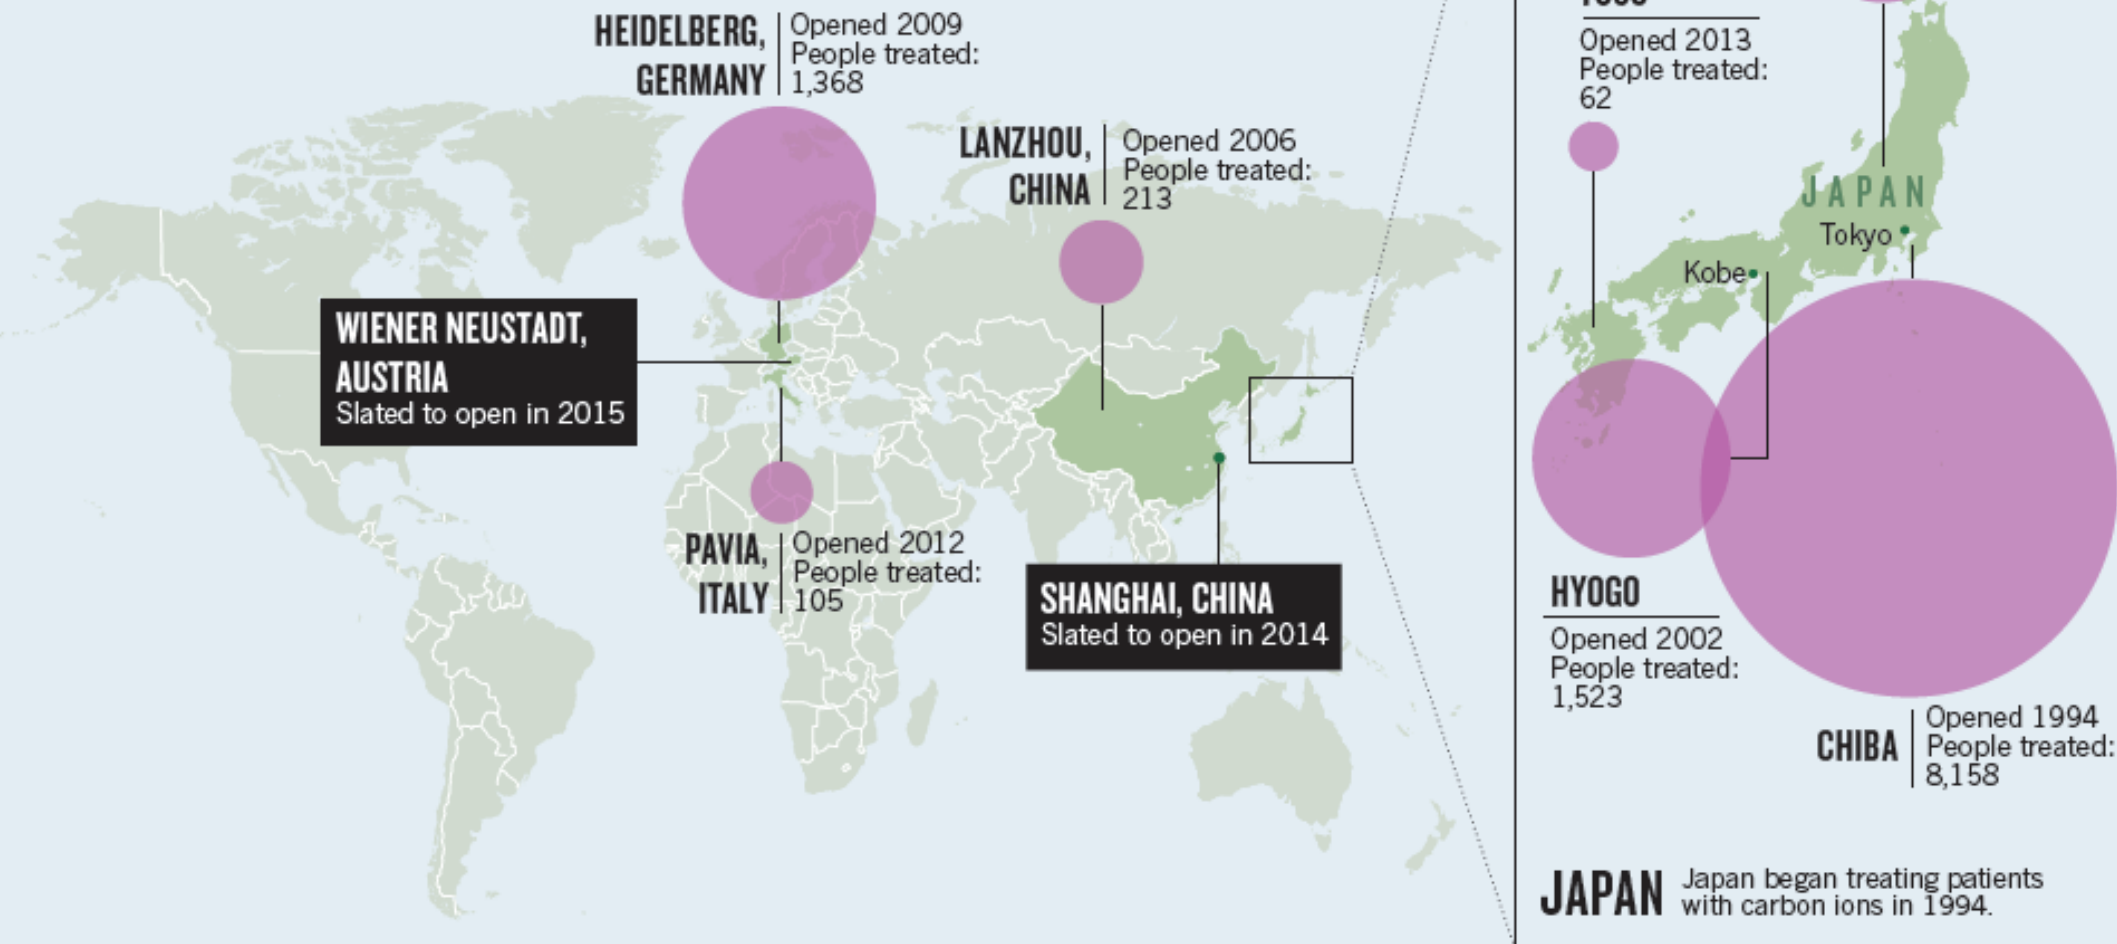 HEIDELBERG,
GERMANY
Opened 2009
People treated:
1,368
LANZHOU,
CHINA
Opened 2006
People treated:
213
WIENER NEUSTADT,
AUSTRIA
Slated to open in 2015
PAVIA,
ITALY
Opened 2012
People treated:
105
SHANGHAI, CHINA
Slated to open in 2014
Opened 2013
People treated:
62
JAPAN
Tokyo
Kobe
HYOGO
Opened 2002
People treated:
1,523
CHIBA
Opened 1994
People treated:
8,158
JAPAN
Japan began treating patients
with carbon ions in 1994.